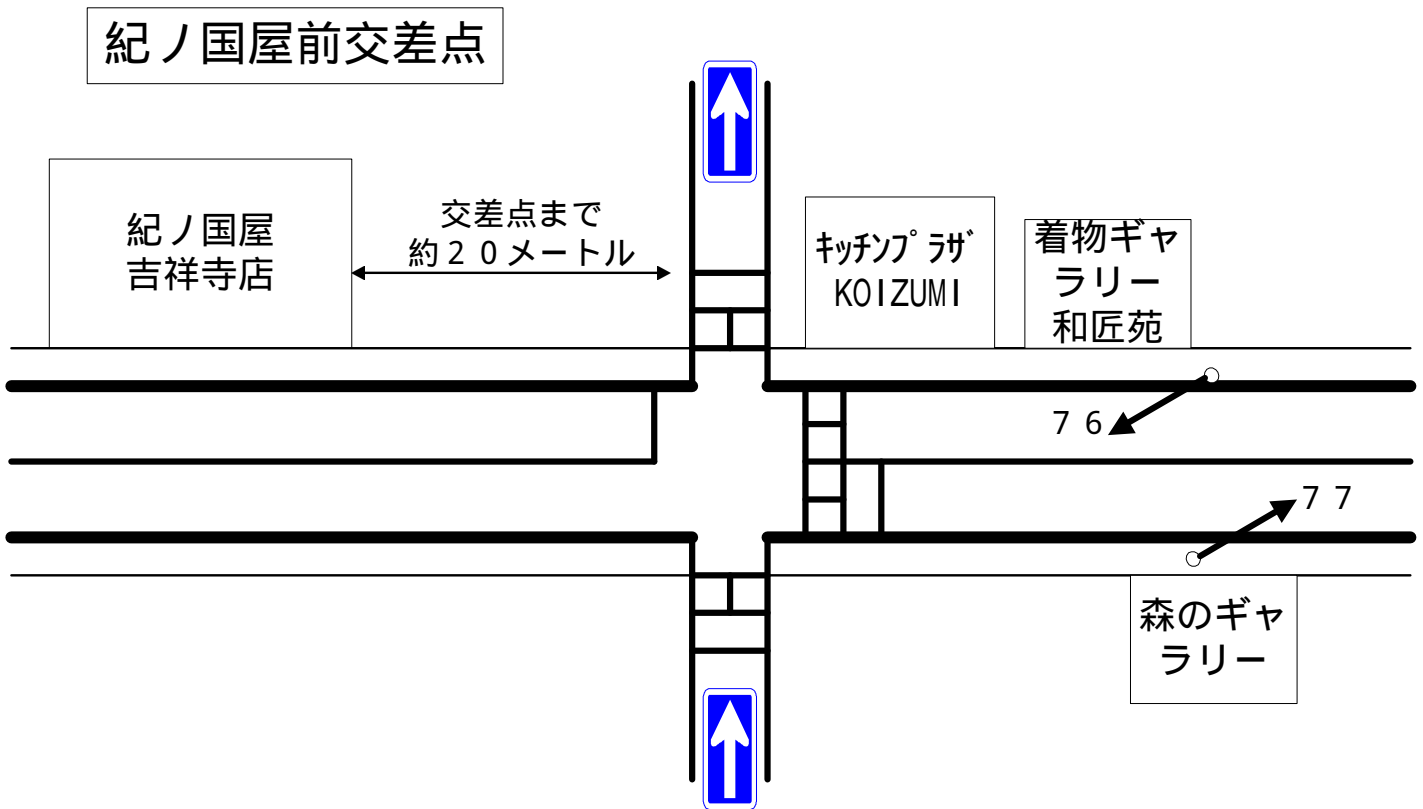 紀ノ国屋前交差点
紀ノ国屋
吉祥寺店
交差点まで
約２０メートル
ｷｯﾁﾝﾌﾟﾗｻﾞ
KOIZUMI
着物ギャ
ラリー
和匠苑
７６
７７
森のギャ
ラリー